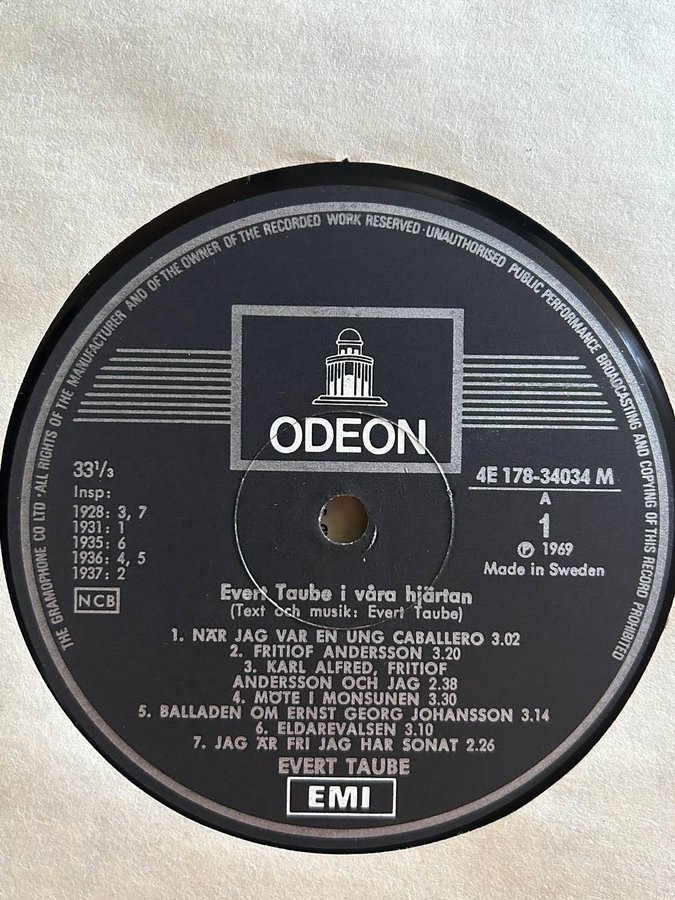 THE GRAMOPHONE CO LTD · ALL RIGHTS OF THE MANUFACTURER AND OF THE OWNER OF THE RECORDED WORK RESERVED · UNAUTHORISED PUBLIC PERFORMANCE BROADCASTING AND COPYING OF THIS RECORD PROHIBITED
ODEON
33⅓
Insp:
1928: 3, 7
1931: 1
1935: 6
1936: 4, 5
1937: 2
NCB
4E 178-34034 M
A
1
Ⓟ 1969
Made in Sweden
Evert Taube i våra hjärtan
(Text och musik: Evert Taube)
1. NÄR JAG VAR EN UNG CABALLERO 3.02
2. FRITIOF ANDERSSON 3.20
3. KARL ALFRED, FRITIOF
ANDERSSON OCH JAG 2.38
4. MÖTE I MONSUNEN 3.30
5. BALLADEN OM ERNST GEORG JOHANSSON 3.14
6. ELDAREVALSEN 3.10
7. JAG ÄR FRI JAG HAR SONAT 2.26
EVERT TAUBE
EMI